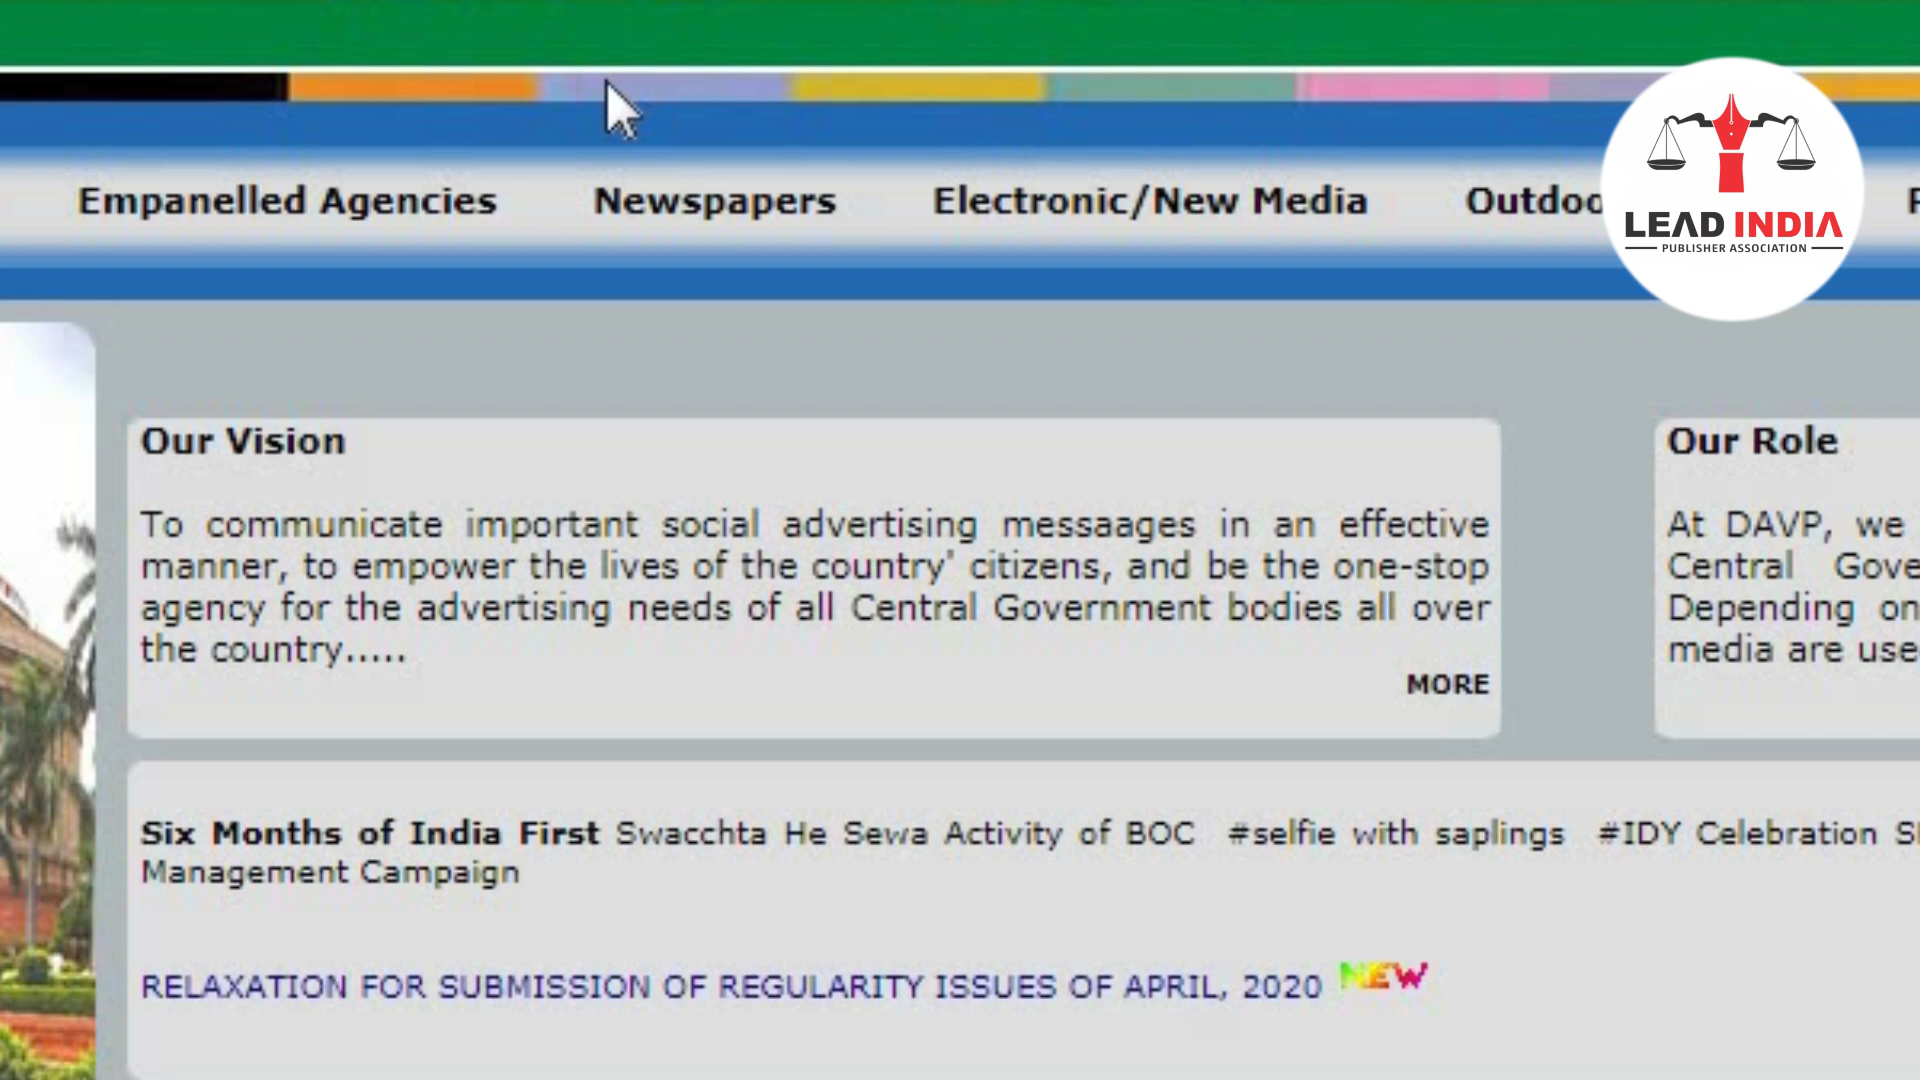 Empanelled Agencies Newspapers Electronic/New Media
LEAD INDIA
PUBLISHER ASSOCIATION
Our Vision
To communicate important social advertising messaages in an effective
manner, to empower the lives of the country' citizens, and be the one-stop
agency for the advertising needs of all Central Government bodies all over
the country.....
MORE
Our Role
At DAVP, we
Central
Depending on
media are
Six Months of India First Swacchta He Sewa Activity of BOC #selfie with saplings #IDY Celebration
Management Campaign
RELAXATION FOR SUBMISSION OF REGULARITY ISSUES OF APRIL, 2020 NEW